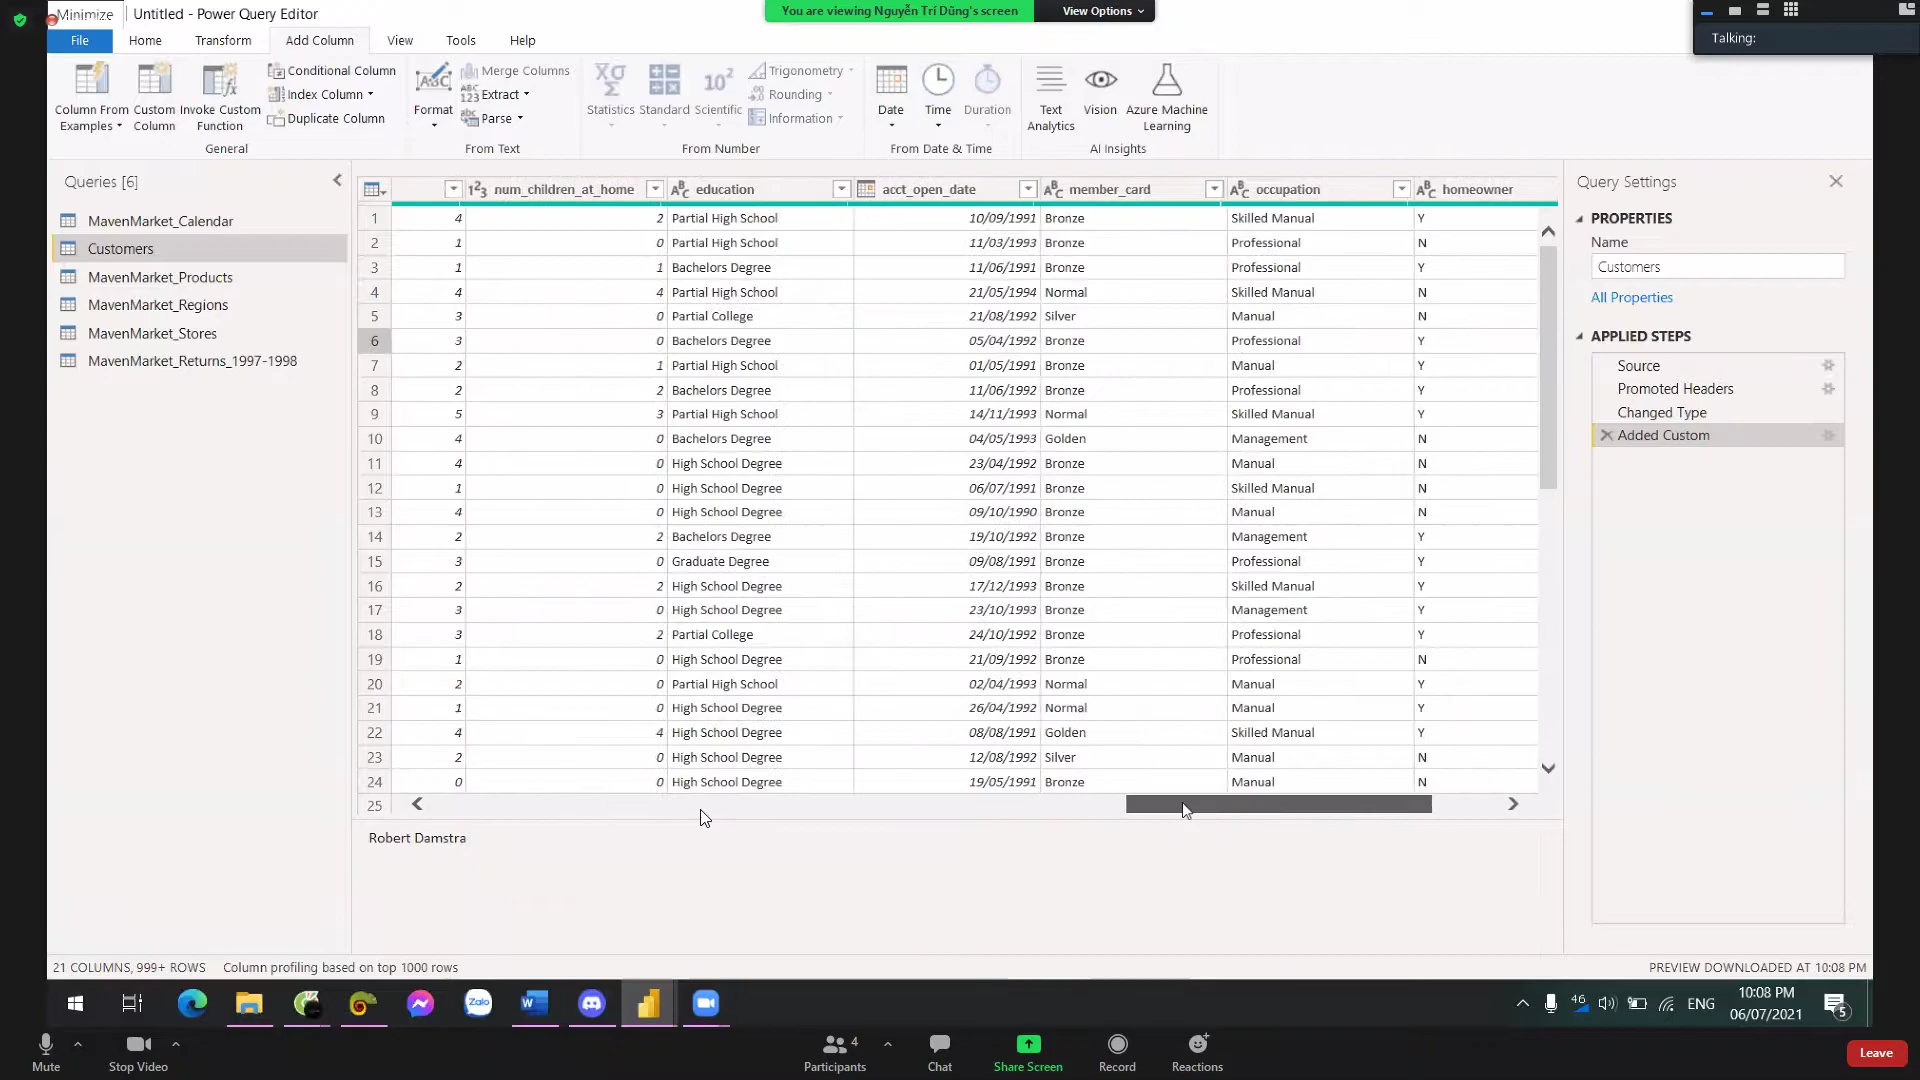 Minimize
Untitled - Power Query Editor
You are viewing Nguyễn Trí Dũng's screen
View Options
Talking:
File
Home
Transform
Add Column
View
Tools
Help
Column From Examples
Custom Column
Invoke Custom Function
Conditional Column
Index Column
Duplicate Column
General
Format
Merge Columns
Extract
Parse
From Text
Statistics
Standard
Scientific
Trigonometry
Rounding
Information
From Number
Date
Time
Duration
From Date & Time
Text Analytics
Vision
Azure Machine Learning
AI Insights
Queries [6]
MavenMarket_Calendar
Customers
MavenMarket_Products
MavenMarket_Regions
MavenMarket_Stores
MavenMarket_Returns_1997-1998
num_children_at_home education acct_open_date member_card occupation homeowner
1 4 2 Partial High School 10/09/1991 Bronze Skilled Manual Y
2 1 0 Partial High School 11/03/1993 Bronze Professional N
3 1 1 Bachelors Degree 11/06/1991 Bronze Professional Y
4 4 4 Partial High School 21/05/1994 Normal Skilled Manual N
5 3 0 Partial College 21/08/1992 Silver Manual N
6 3 0 Bachelors Degree 05/04/1992 Bronze Professional Y
7 2 1 Partial High School 01/05/1991 Bronze Manual Y
8 2 2 Bachelors Degree 11/06/1992 Bronze Professional Y
9 5 3 Partial High School 14/11/1993 Normal Skilled Manual Y
10 4 0 Bachelors Degree 04/05/1993 Golden Management N
11 4 0 High School Degree 23/04/1992 Bronze Manual N
12 1 0 High School Degree 06/07/1991 Bronze Skilled Manual N
13 4 0 High School Degree 09/10/1990 Bronze Manual N
14 2 2 Bachelors Degree 19/10/1992 Bronze Management Y
15 3 0 Graduate Degree 09/08/1991 Bronze Professional Y
16 2 2 High School Degree 17/12/1993 Bronze Skilled Manual Y
17 3 0 High School Degree 23/10/1993 Bronze Management Y
18 3 2 Partial College 24/10/1992 Bronze Professional Y
19 1 0 High School Degree 21/09/1992 Bronze Professional N
20 2 0 Partial High School 02/04/1993 Normal Manual Y
21 1 0 High School Degree 26/04/1992 Normal Manual Y
22 4 4 High School Degree 08/08/1991 Golden Skilled Manual Y
23 2 0 High School Degree 12/08/1992 Silver Manual N
24 0 0 High School Degree 19/05/1991 Bronze Manual N
25
Robert Damstra
Query Settings
PROPERTIES
Name
Customers
All Properties
APPLIED STEPS
Source
Promoted Headers
Changed Type
Added Custom
21 COLUMNS, 999+ ROWS
Column profiling based on top 1000 rows
PREVIEW DOWNLOADED AT 10:08 PM
Zalo
46
ENG
10:08 PM
06/07/2021
5
Mute
Stop Video
4
Participants
Chat
Share Screen
Record
Reactions
Leave